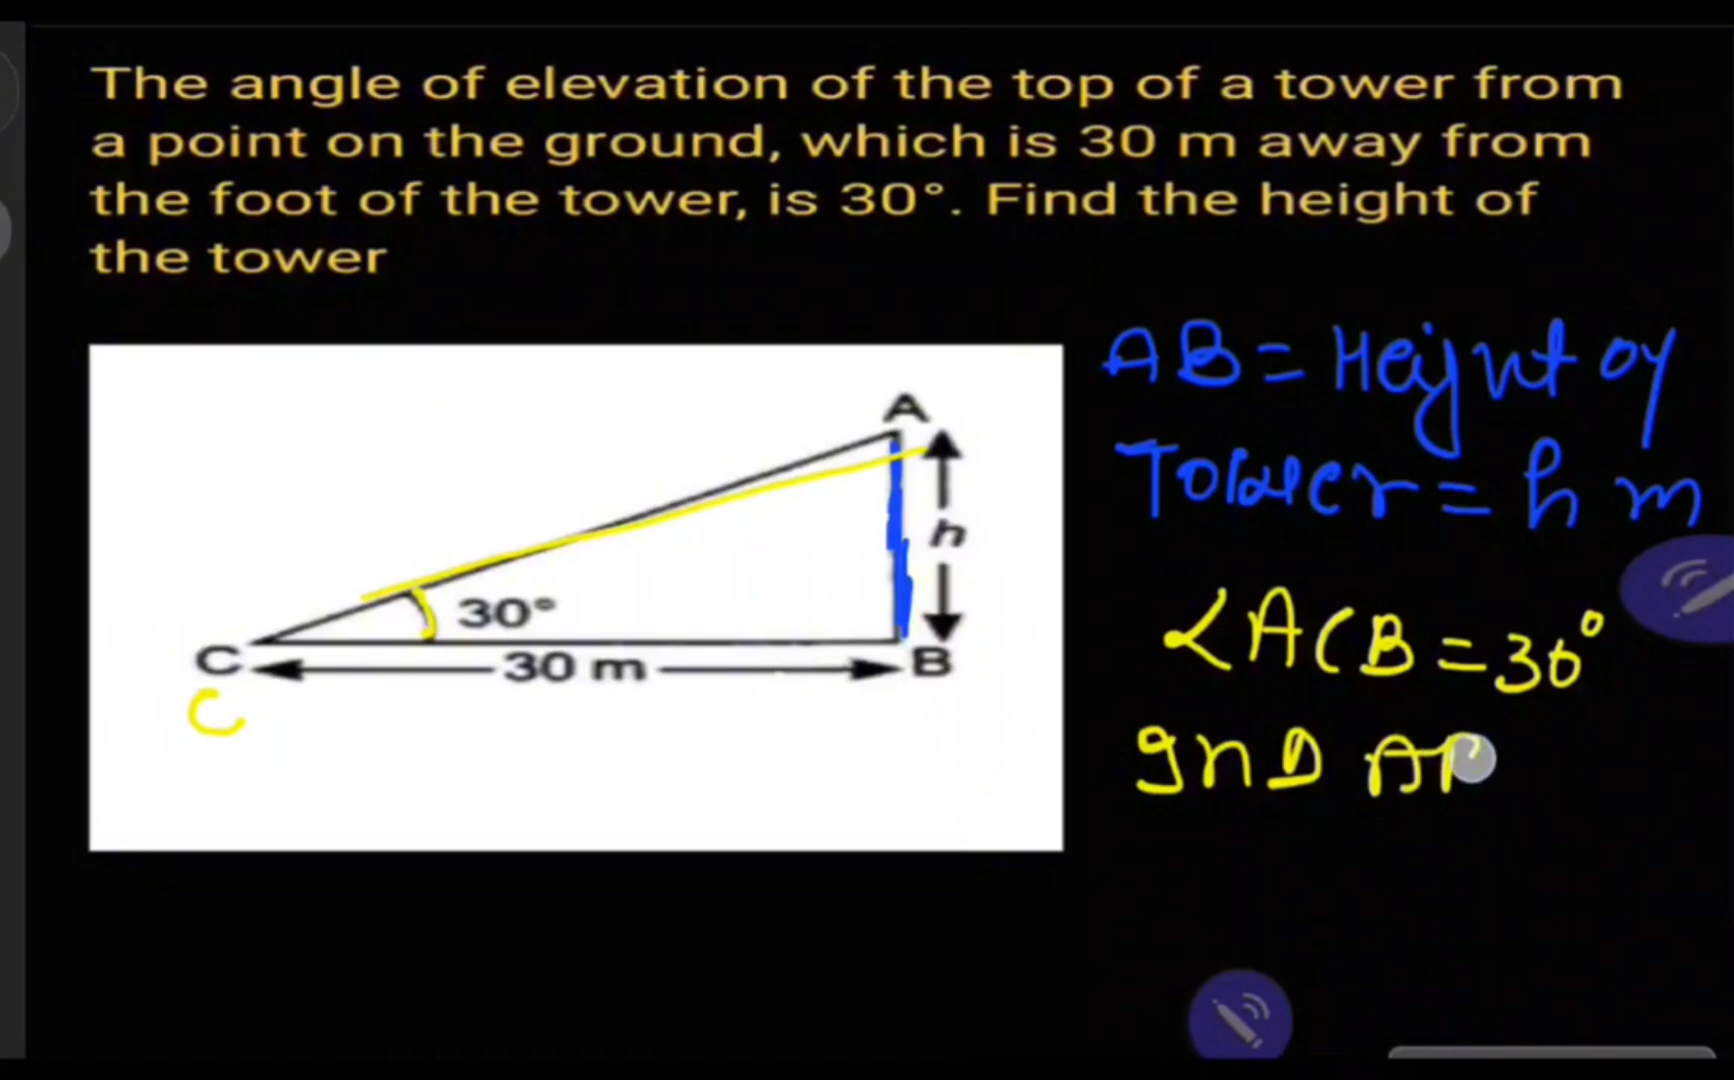 The angle of elevation of the top of a tower from
a point on the ground, which is 30 m away from
the foot of the tower, is 30°. Find the height of
the tower
A
h
30°
C
30 m
B
C
AB = Height of
Tower = h m
∠ACB = 30°
In Δ A